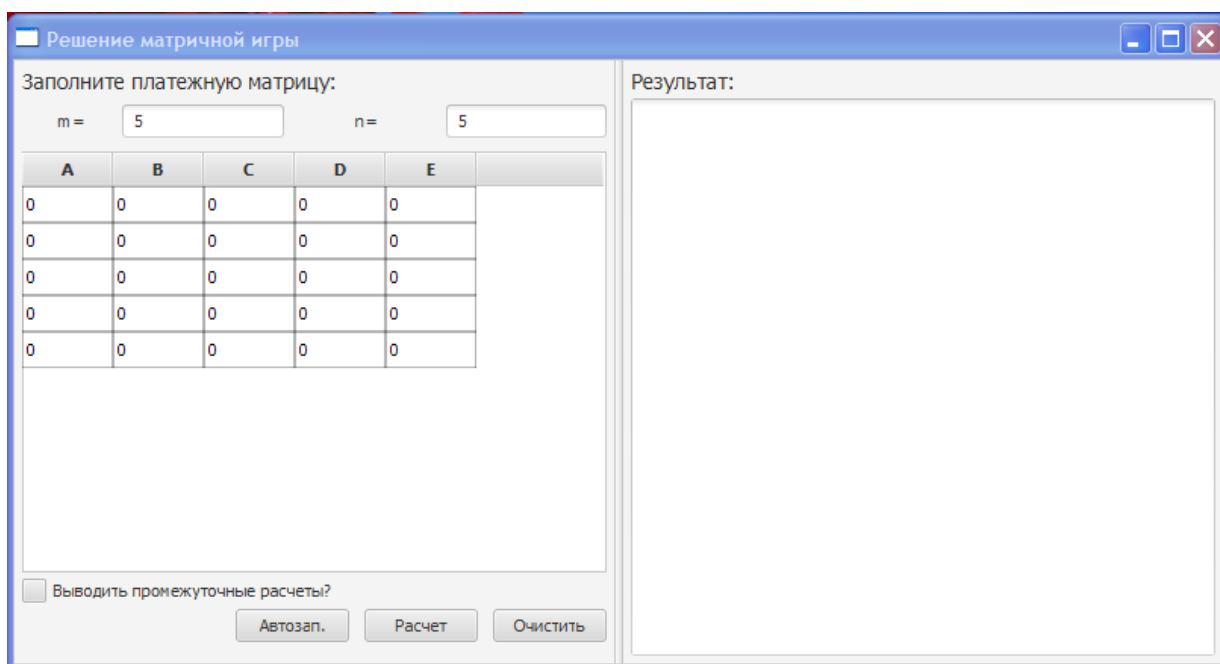 Решение матричной игры
Заполните платежную матрицу:
m = 5 n = 5
A B C D E
0 0 0 0 0
0 0 0 0 0
0 0 0 0 0
0 0 0 0 0
0 0 0 0 0
Выводить промежуточные расчеты?
Автозап. Расчет Очистить
Результат: